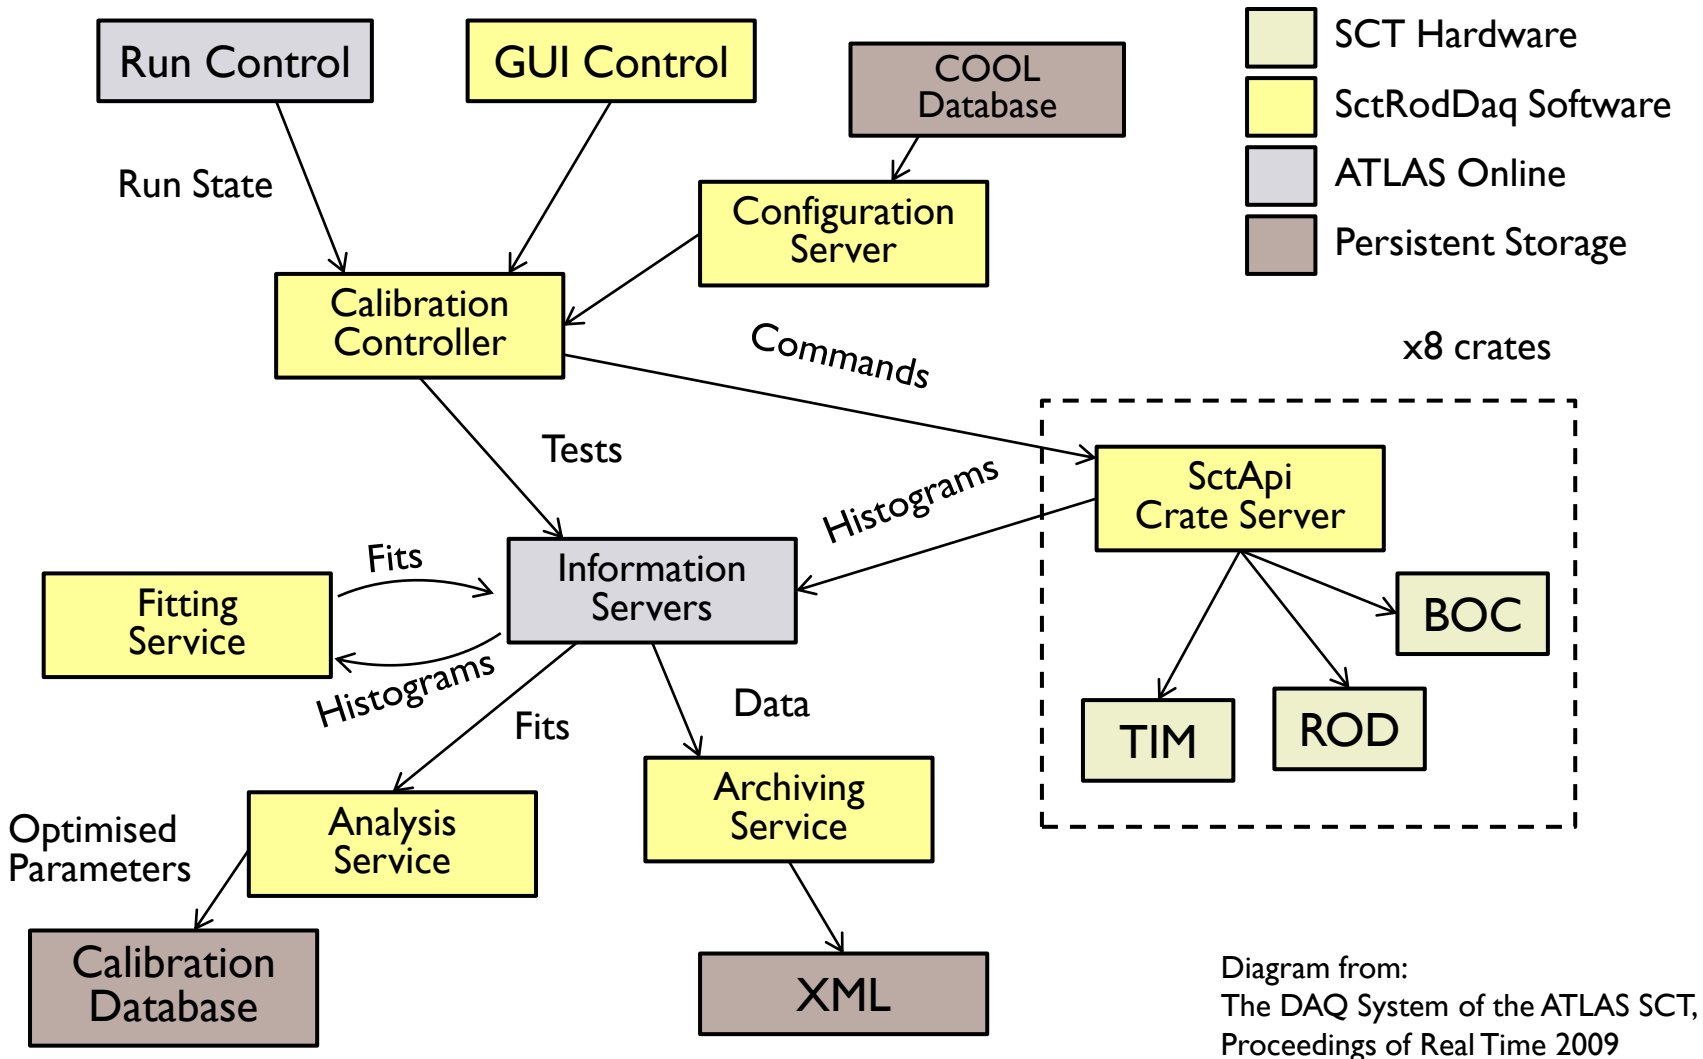 Run Control
GUI Control
COOL
Database
SCT Hardware
SctRodDaq Software
ATLAS Online
Persistent Storage
Run State
Configuration
Server
Calibration
Controller
Commands
x8 crates
Tests
Histograms
SctApi
Crate Server
Fits
Fitting
Service
Information
Servers
BOC
Histograms
Fits
Data
TIM
ROD
Optimised
Parameters
Analysis
Service
Archiving
Service
Calibration
Database
XML
Diagram from:
The DAQ System of the ATLAS SCT,
Proceedings of Real Time 2009